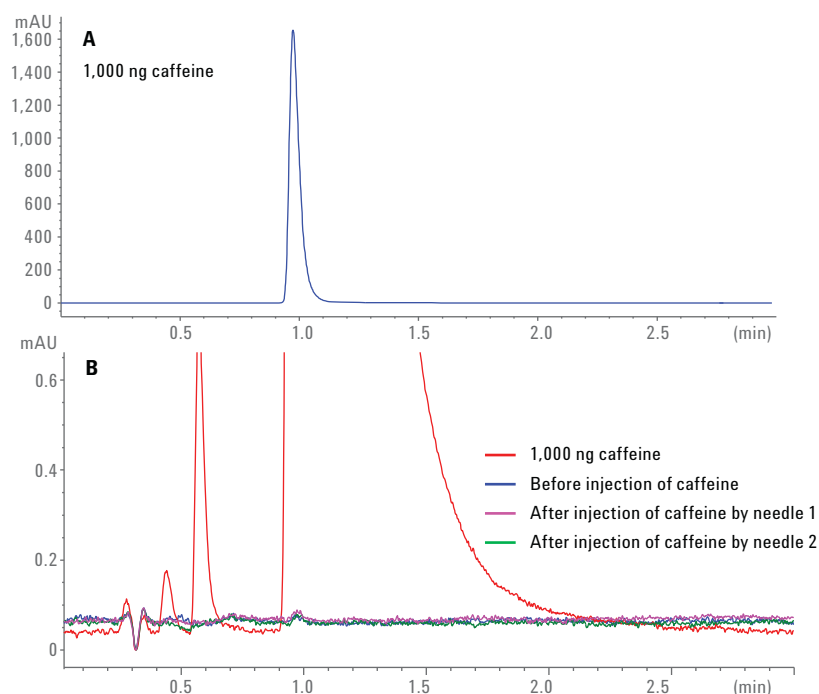 mAU
A
1,000 ng caffeine
1,600
1,400
1,200
1,000
800
600
400
200
0
0.5 1.0 1.5 2.0 2.5 (min)
mAU
B
0.6
0.4
0.2
0
1,000 ng caffeine
Before injection of caffeine
After injection of caffeine by needle 1
After injection of caffeine by needle 2
0.5 1.0 1.5 2.0 2.5 (min)